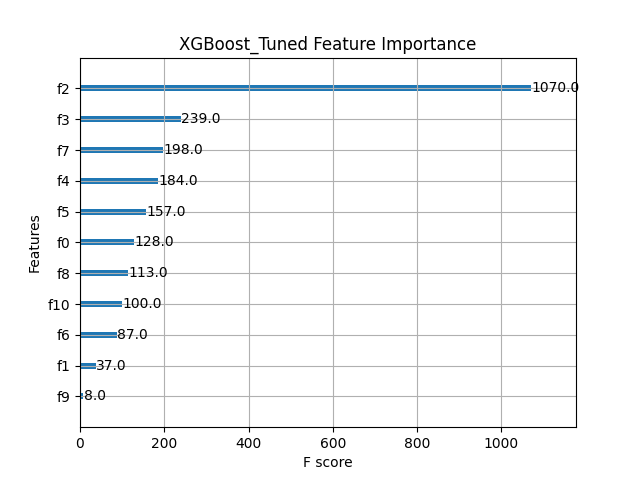 XGBoost_Tuned Feature Importance
Features
f2 1070.0
f3 239.0
f7 198.0
f4 184.0
f5 157.0
f0 128.0
f8 113.0
f10 100.0
f6 87.0
f1 37.0
f9 8.0
0 200 400 600 800 1000
F score